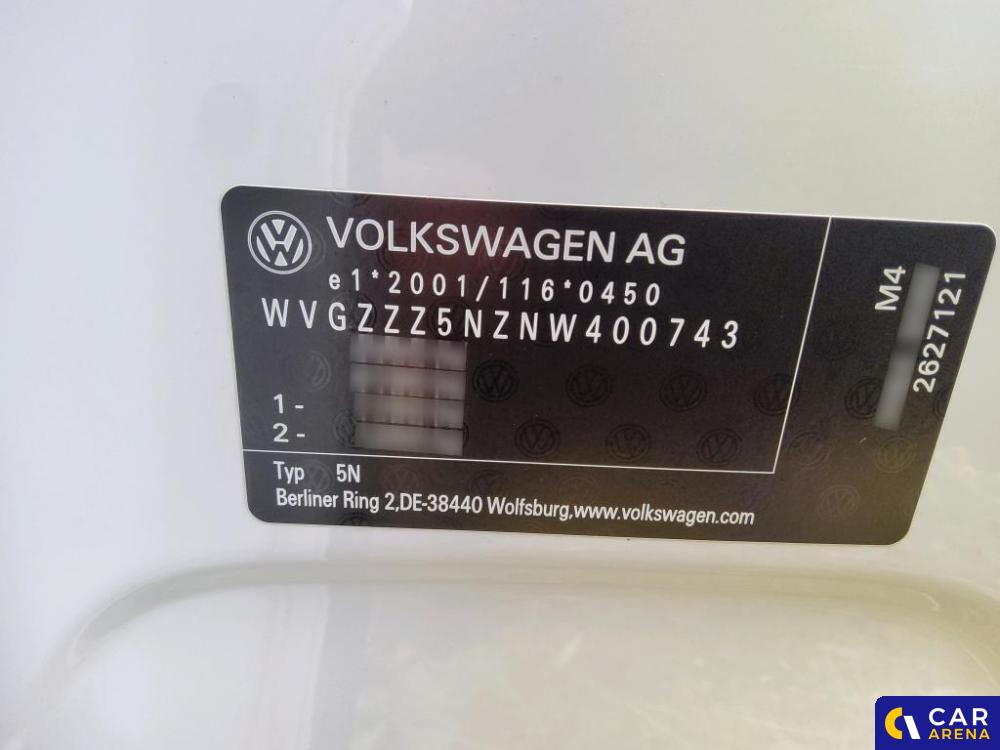 VOLKSWAGEN AG
e1*2001/116*0450
WVGZZZ5NZNW400743
1-
2-
Typ 5N
Berliner Ring 2,DE-38440 Wolfsburg,www.volkswagen.com
M4
2627121
CAR
ARENA